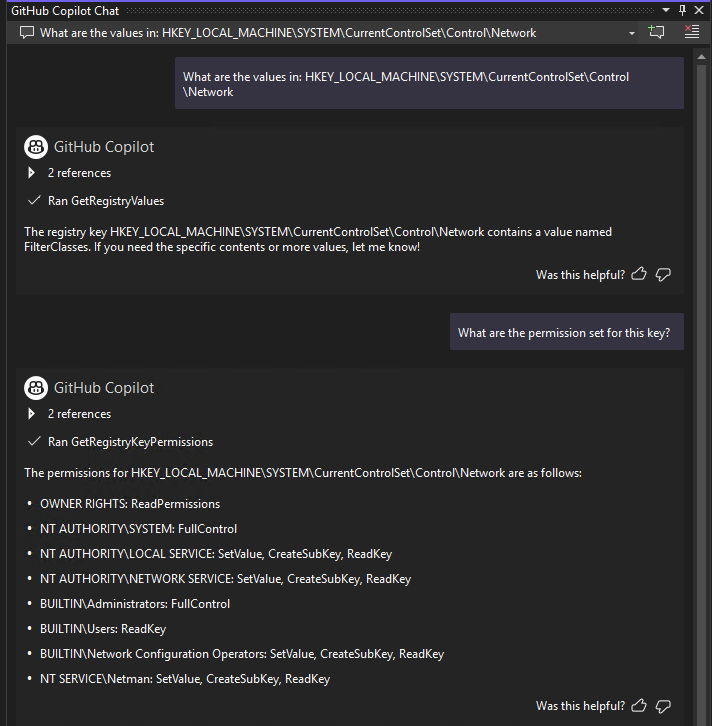 GitHub Copilot Chat
What are the values in: HKEY_LOCAL_MACHINE\SYSTEM\CurrentControlSet\Control\Network
What are the values in: HKEY_LOCAL_MACHINE\SYSTEM\CurrentControlSet\Control
\Network
GitHub Copilot
2 references
Ran GetRegistryValues
The registry key HKEY_LOCAL_MACHINE\SYSTEM\CurrentControlSet\Control\Network contains a value named
FilterClasses. If you need the specific contents or more values, let me know!
Was this helpful?
What are the permission set for this key?
GitHub Copilot
2 references
Ran GetRegistryKeyPermissions
The permissions for HKEY_LOCAL_MACHINE\SYSTEM\CurrentControlSet\Control\Network are as follows:
• OWNER RIGHTS: ReadPermissions
• NT AUTHORITY\SYSTEM: FullControl
• NT AUTHORITY\LOCAL SERVICE: SetValue, CreateSubKey, ReadKey
• NT AUTHORITY\NETWORK SERVICE: SetValue, CreateSubKey, ReadKey
• BUILTIN\Administrators: FullControl
• BUILTIN\Users: ReadKey
• BUILTIN\Network Configuration Operators: SetValue, CreateSubKey, ReadKey
• NT SERVICE\Netman: SetValue, CreateSubKey, ReadKey
Was this helpful?